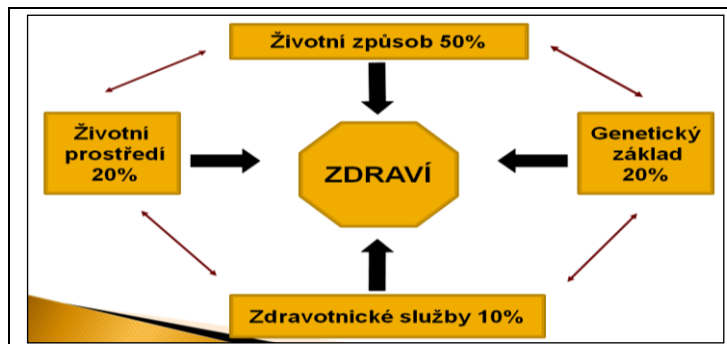 Životní způsob 50%
Životní
prostředí
20%
ZDRAVÍ
Genetický
základ
20%
Zdravotnické služby 10%